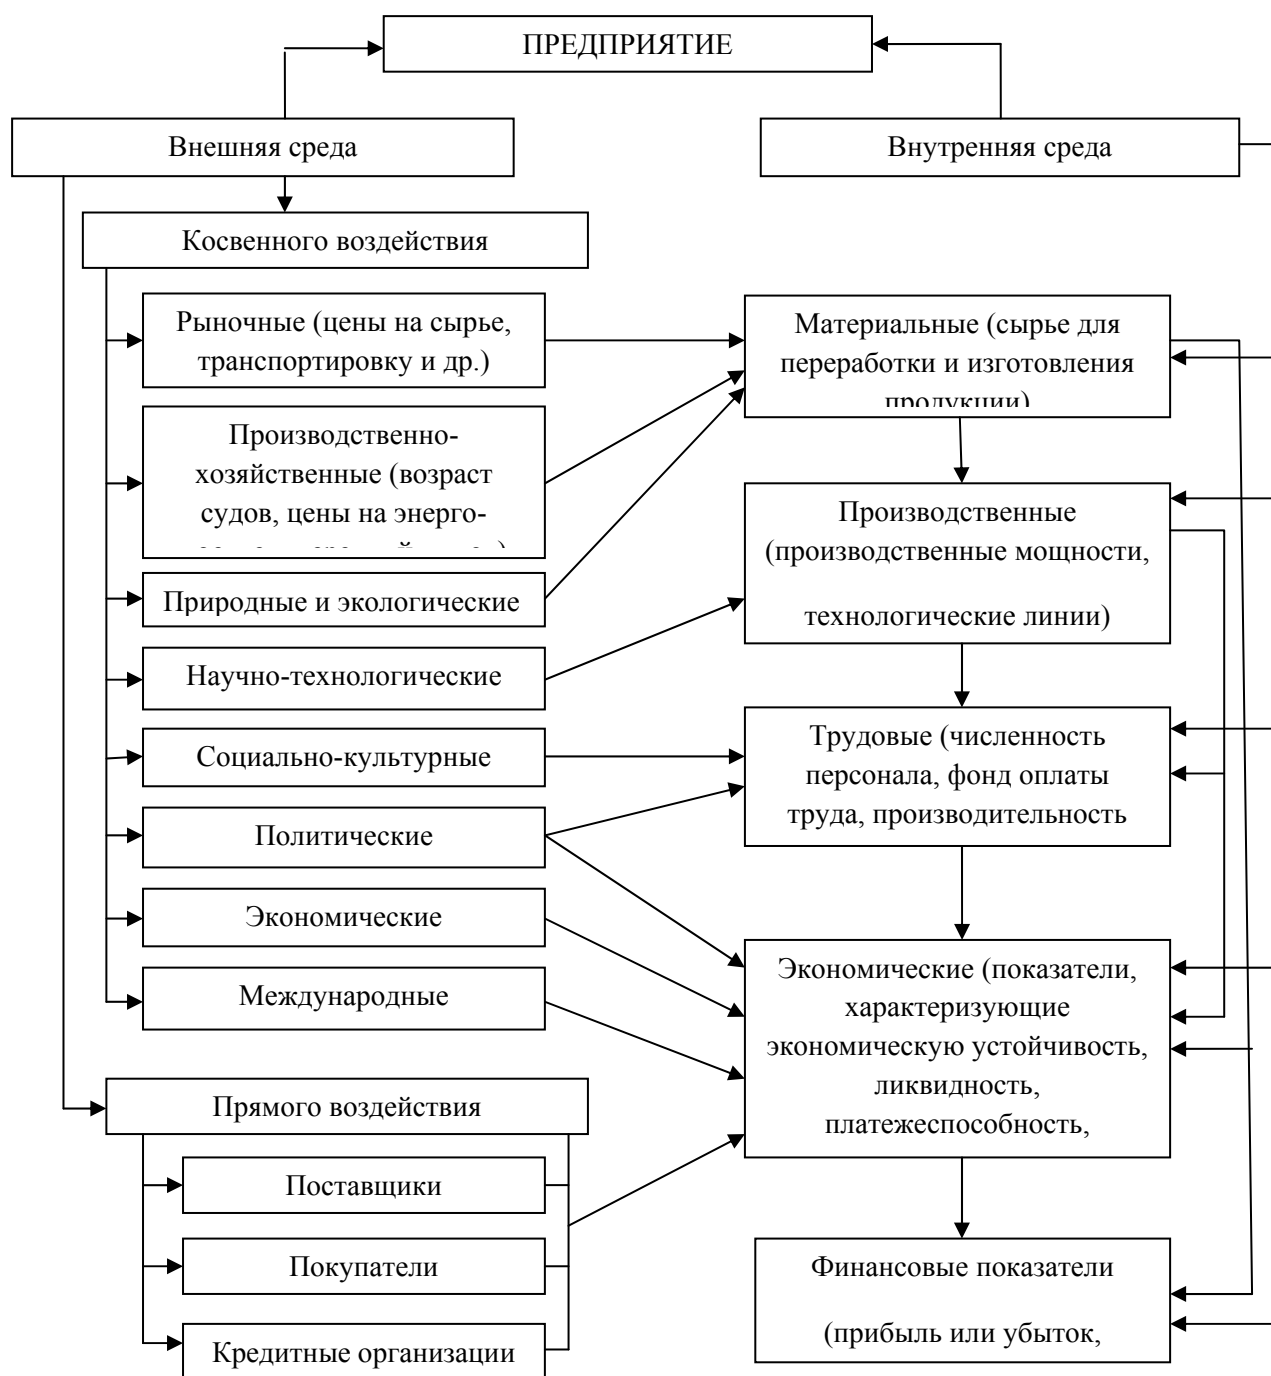 ПРЕДПРИЯТИЕ
Внешняя среда
Внутренняя среда
Косвенного воздействия
Рыночные (цены на сырье,
транспортировку и др.)
Производственно-
хозяйственные (возраст
судов, цены на энерго-
Природные и экологические
Научно-технологические
Социально-культурные
Политические
Экономические
Международные
Прямого воздействия
Поставщики
Покупатели
Кредитные организации
Материальные (сырье для
переработки и изготовления
продукции)
Производственные
(производственные мощности,
технологические линии)
Трудовые (численность
персонала, фонд оплаты
труда, производительность
Экономические (показатели,
характеризующие
экономическую устойчивость,
ликвидность,
платежеспособность,
Финансовые показатели
(прибыль или убыток,